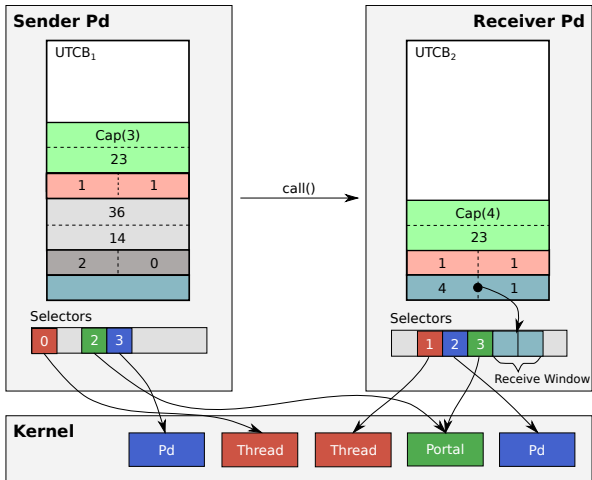 Sender Pd
UTCB1
Cap(3)
23
1 1
36
14
2 0
Selectors
0 2 3
call()
Receiver Pd
UTCB2
Cap(4)
23
1 1
4 1
Selectors
1 2 3
Receive Window
Kernel
Pd Thread Thread Portal Pd